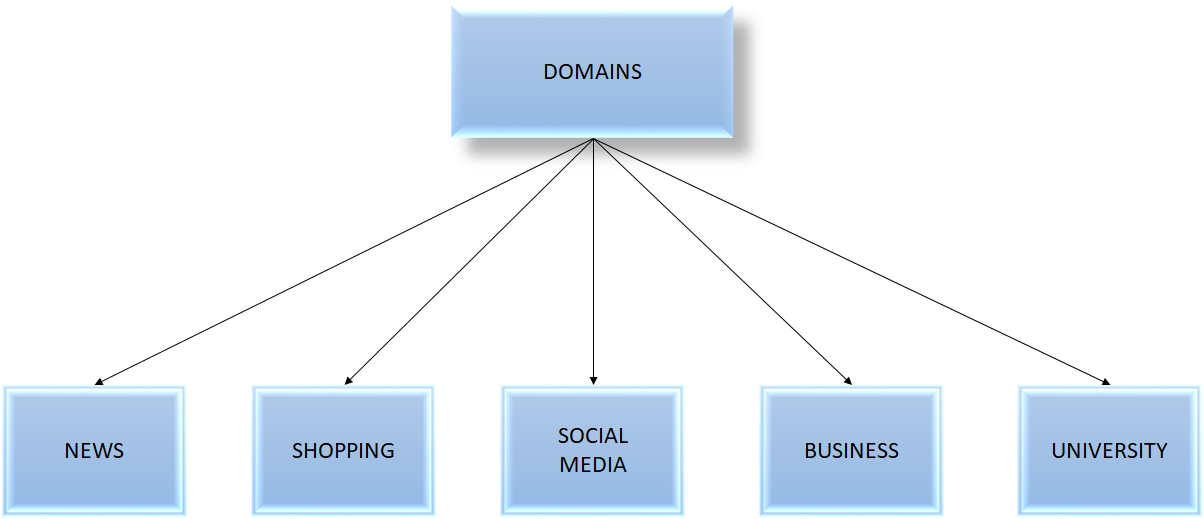 DOMAINS
NEWS
SHOPPING
SOCIAL
MEDIA
BUSINESS
UNIVERSITY